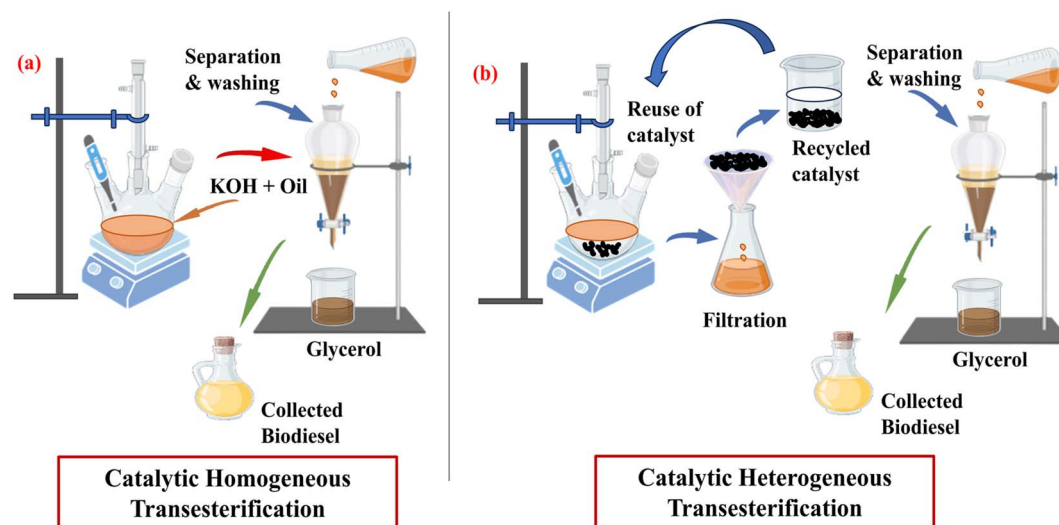 (a)
Separation
& washing
KOH + Oil
Glycerol
Collected
Biodiesel
Catalytic Homogeneous
Transesterification
(b)
Reuse of
catalyst
Recycled
catalyst
Separation
& washing
Filtration
Glycerol
Collected
Biodiesel
Catalytic Heterogeneous
Transesterification